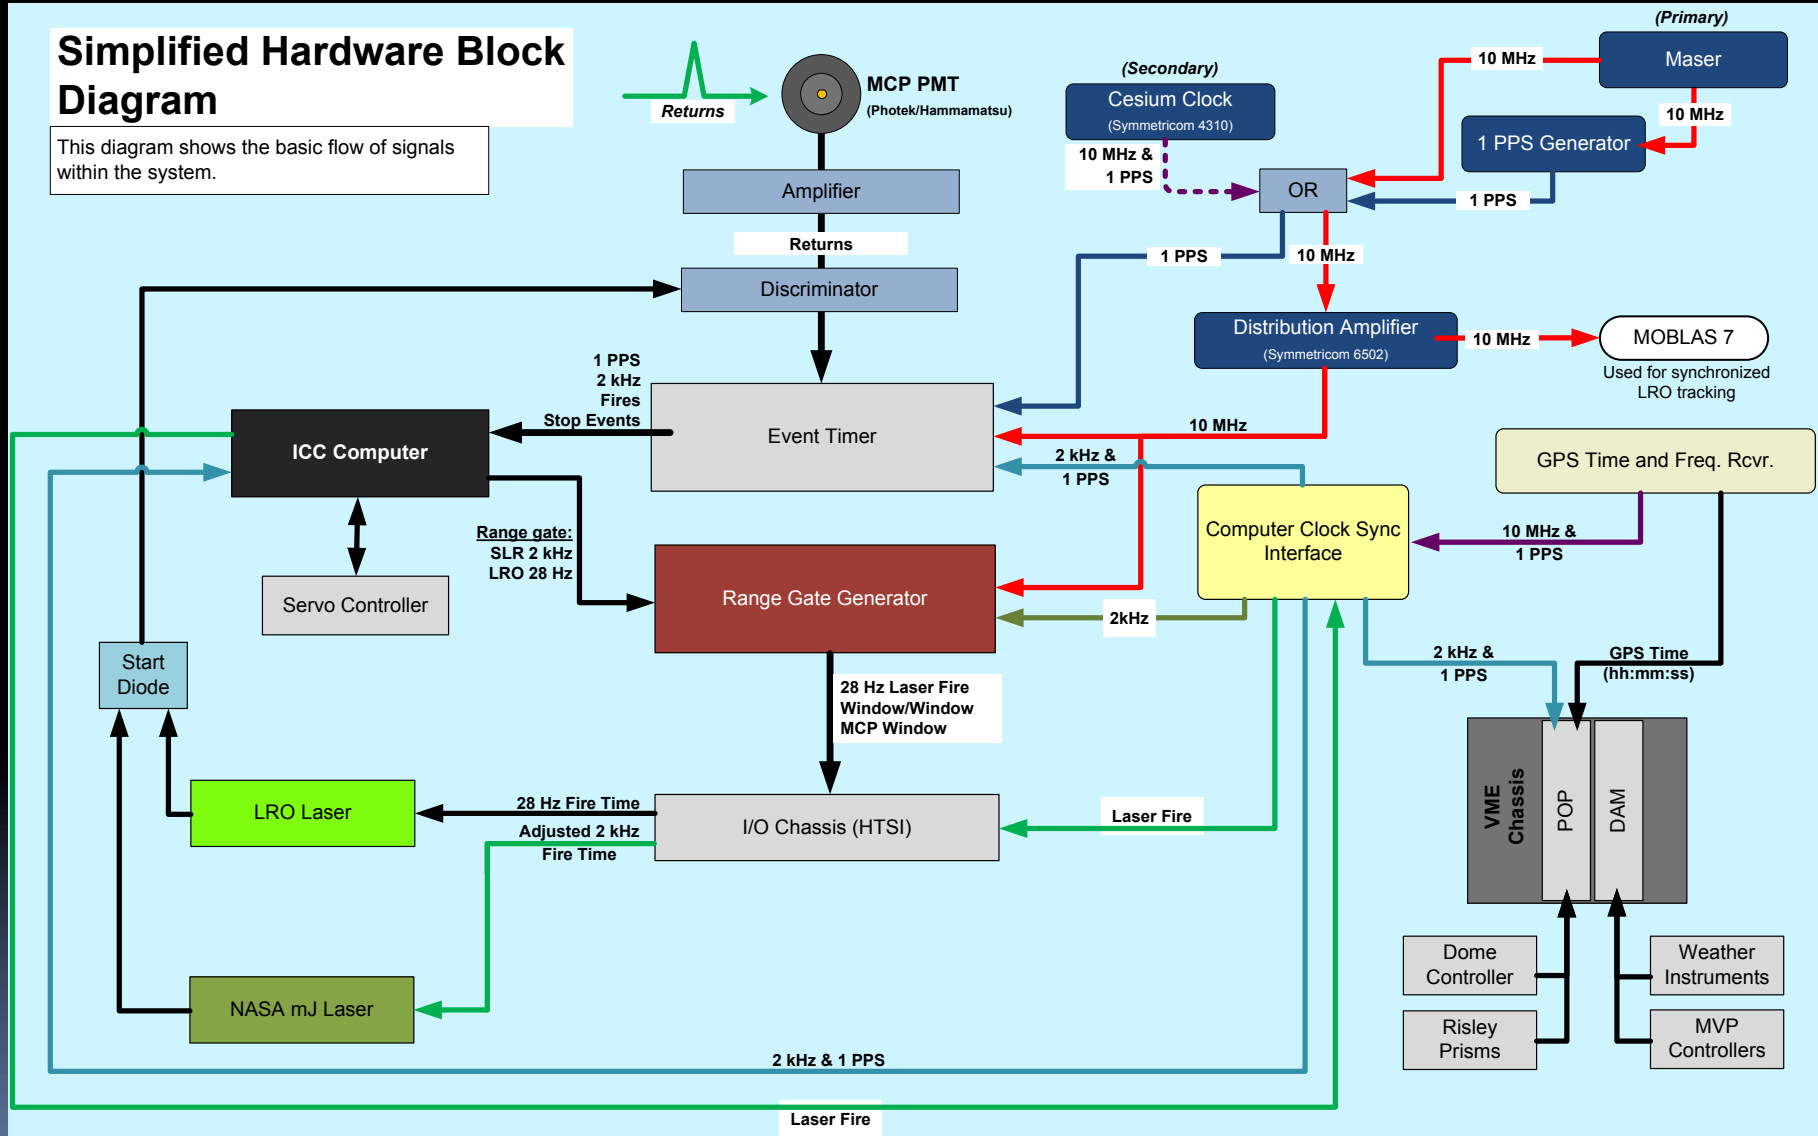 Simplified Hardware Block
Diagram
This diagram shows the basic flow of signals
within the system.
Returns
MCP PMT
(Photek/Hammamatsu)
Amplifier
Returns
Discriminator
(Primary)
Maser
10 MHz
10 MHz
(Secondary)
Cesium Clock
(Symmetricom 4310)
1 PPS Generator
10 MHz &
1 PPS
OR
1 PPS
1 PPS
10 MHz
Distribution Amplifier
(Symmetricom 6502)
10 MHz
MOBLAS 7
Used for synchronized
LRO tracking
1 PPS
2 kHz
Fires
Stop Events
Event Timer
10 MHz
2 kHz &
1 PPS
ICC Computer
GPS Time and Freq. Rcvr.
Range gate:
SLR 2 kHz
LRO 28 Hz
Computer Clock Sync
Interface
10 MHz &
1 PPS
Servo Controller
Range Gate Generator
2kHz
Start
Diode
2 kHz &
1 PPS
GPS Time
(hh:mm:ss)
28 Hz Laser Fire
Window/Window
MCP Window
VME
Chassis
POP
DAM
LRO Laser
28 Hz Fire Time
Adjusted 2 kHz
Fire Time
I/O Chassis (HTSI)
Laser Fire
Dome
Controller
Weather
Instruments
NASA mJ Laser
Risley
Prisms
MVP
Controllers
2 kHz & 1 PPS
Laser Fire